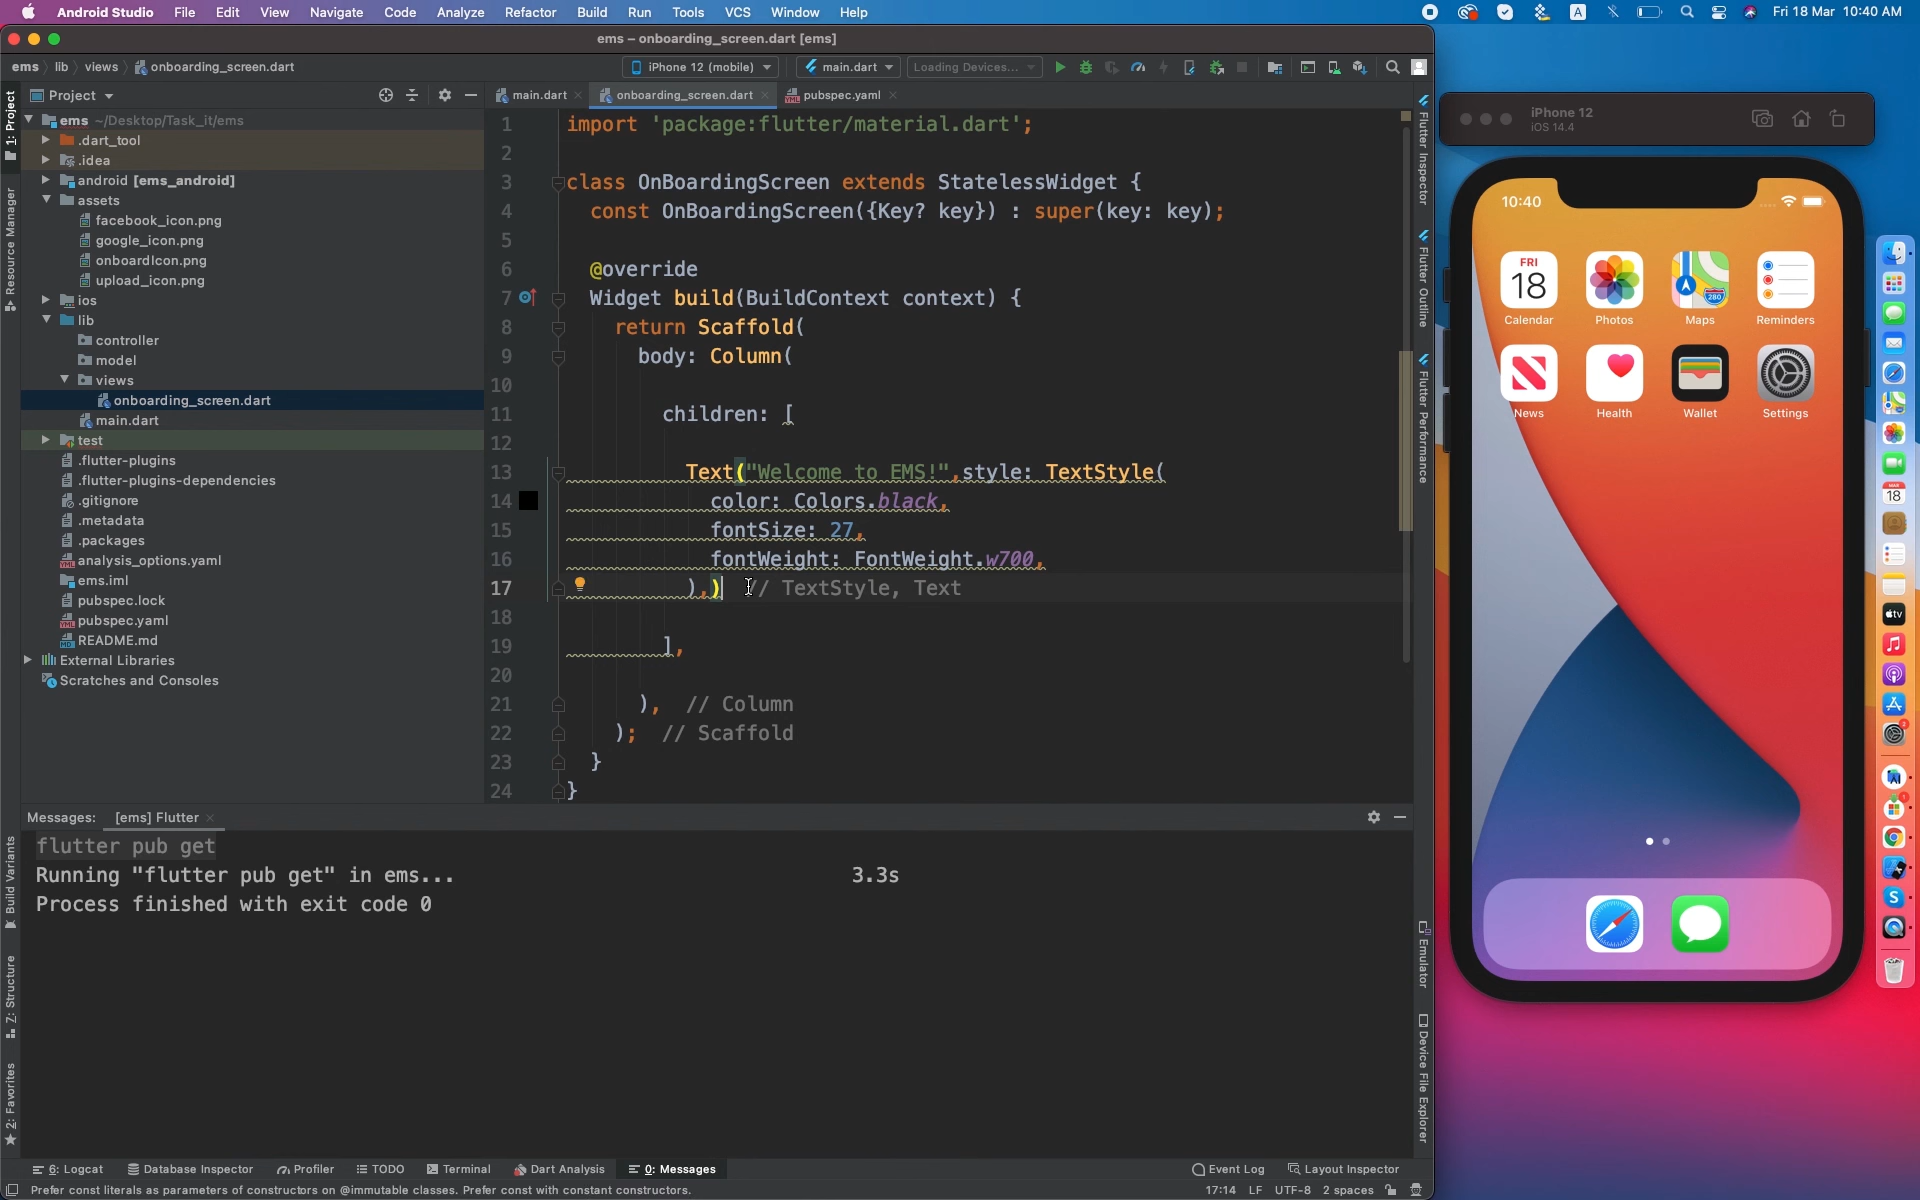 Android Studio File Edit View Navigate Code Analyze Refactor Build Run Tools VCS Window Help
A
Fri 18 Mar 10:40 AM
ems – onboarding_screen.dart [ems]
ems lib views onboarding_screen.dart
iPhone 12 (mobile) main.dart Loading Devices...
Project
main.dart onboarding_screen.dart pubspec.yaml
1: Project
Resource Manager
Build Variants
7: Structure
2: Favorites
ems ~/Desktop/Task_it/ems
.dart_tool
.idea
android [ems_android]
assets
facebook_icon.png
google_icon.png
onboardIcon.png
upload_icon.png
ios
lib
controller
model
views
onboarding_screen.dart
main.dart
test
.flutter-plugins
.flutter-plugins-dependencies
.gitignore
.metadata
.packages
analysis_options.yaml
ems.iml
pubspec.lock
pubspec.yaml
README.md
External Libraries
Scratches and Consoles
1 import 'package:flutter/material.dart';
2
3 class OnBoardingScreen extends StatelessWidget {
4 const OnBoardingScreen({Key? key}) : super(key: key);
5
6 @override
7 Widget build(BuildContext context) {
8 return Scaffold(
9 body: Column(
10
11 children: [
12
13 Text("Welcome to EMS!",style: TextStyle(
14 color: Colors.black,
15 fontSize: 27,
16 fontWeight: FontWeight.w700,
17 ),) // TextStyle, Text
18
19 ],
20
21 ), // Column
22 ); // Scaffold
23 }
24 }
Flutter Inspector
Flutter Outline
Flutter Performance
Emulator
Device File Explorer
Messages: [ems] Flutter
flutter pub get
Running "flutter pub get" in ems... 3.3s
Process finished with exit code 0
6: Logcat Database Inspector Profiler TODO Terminal Dart Analysis 0: Messages Event Log Layout Inspector
Prefer const literals as parameters of constructors on @immutable classes. Prefer const with constant constructors. 17:14 LF UTF-8 2 spaces
iPhone 12
iOS 14.4
10:40
FRI
18
280
Calendar Photos Maps Reminders
News Health Wallet Settings
MAR
18
tv
S